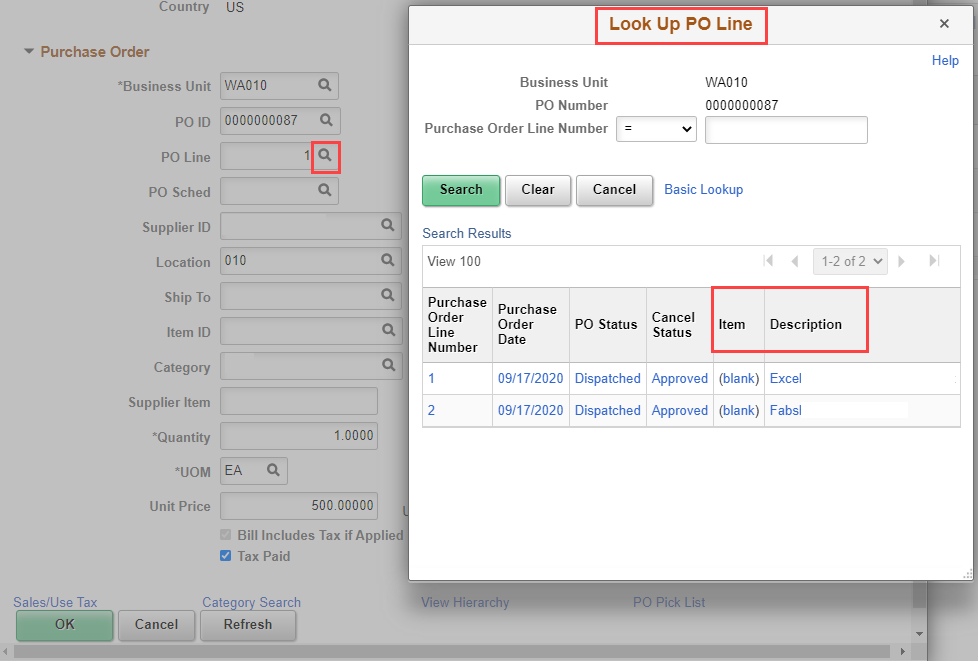 Country US
Purchase Order
*Business Unit WA010
PO ID 0000000087
PO Line 1
PO Sched
Supplier ID
Location 010
Ship To
Item ID
Category
Supplier Item
*Quantity 1.0000
*UOM EA
Unit Price 500.00000
Bill Includes Tax if Applied
Tax Paid
Sales/Use Tax Category Search View Hierarchy PO Pick List
OK Cancel Refresh
Look Up PO Line ×
Help
Business Unit WA010
PO Number 0000000087
Purchase Order Line Number =
Search Clear Cancel Basic Lookup
Search Results
View 100 1-2 of 2
Purchase Order Line Number Purchase Order Date PO Status Cancel Status Item Description
1 09/17/2020 Dispatched Approved (blank) Excel
2 09/17/2020 Dispatched Approved (blank) Fabsl